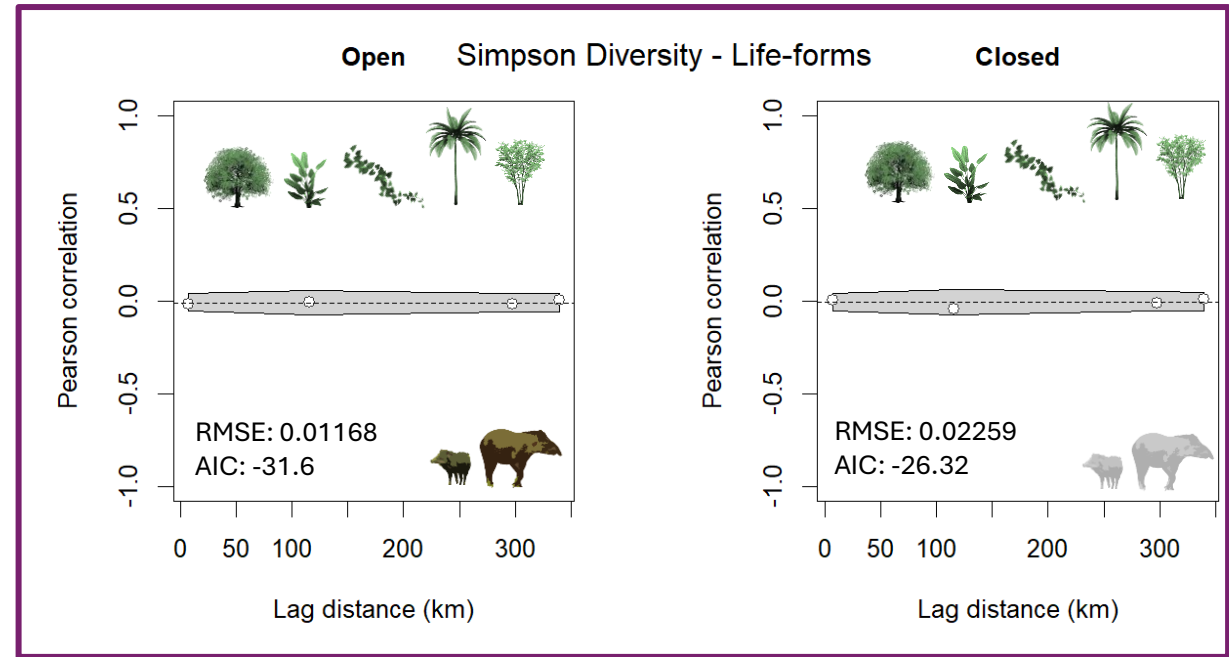 Open Simpson Diversity - Life-forms Closed
Pearson correlation
1.0
0.5
0.0
-0.5
-1.0
RMSE: 0.01168
AIC: -31.6
0 50 100 200 300
Lag distance (km)
Pearson correlation
1.0
0.5
0.0
-0.5
-1.0
RMSE: 0.02259
AIC: -26.32
0 50 100 200 300
Lag distance (km)